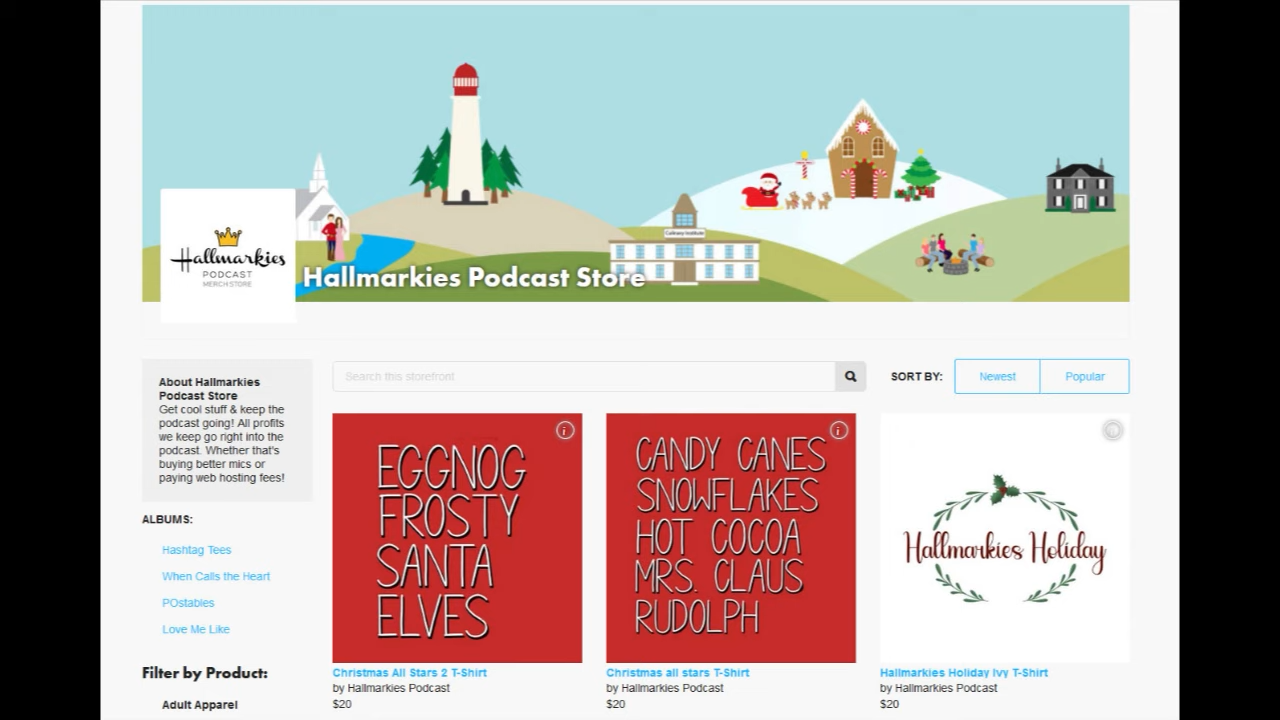 Culinary Institute
Hallmarkies
PODCAST
MERCH STORE
Hallmarkies Podcast Store
About Hallmarkies
Podcast Store
Get cool stuff & keep the
podcast going! All profits
we keep go right into the
podcast. Whether that's
buying better mics or
paying web hosting fees!
ALBUMS:
Hashtag Tees
When Calls the Heart
POstables
Love Me Like
Filter by Product:
Adult Apparel
Search this storefront
SORT BY:
Newest
Popular
EGGNOG
FROSTY
SANTA
ELVES
Christmas All Stars 2 T-Shirt
by Hallmarkies Podcast
$20
CANDY CANES
SNOWFLAKES
HOT COCOA
MRS. CLAUS
RUDOLPH
Christmas all stars T-Shirt
by Hallmarkies Podcast
$20
Hallmarkies Holiday
Hallmarkies Holiday Ivy T-Shirt
by Hallmarkies Podcast
$20